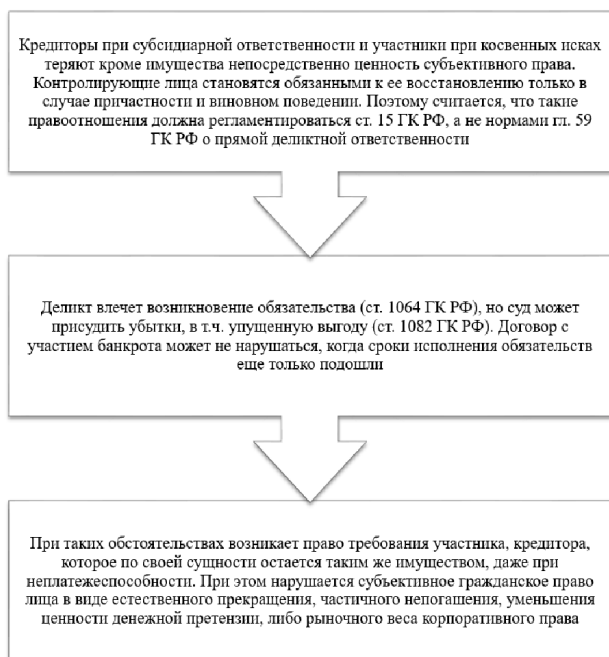 Кредиторы при субсидиарной ответственности и участники при косвенных исках
теряют кроме имущества непосредственно ценность субъективного права.
Контролирующие лица становятся обязанными к ее восстановлению только в
случае причастности и виновном поведении. Поэтому считается, что такие
правоотношения должна регламентироваться ст. 15 ГК РФ, а не нормами гл. 59
ГК РФ о прямой деликтной ответственности
Деликт влечет возникновение обязательства (ст. 1064 ГК РФ), но суд может
присудить убытки, в т.ч. упущенную выгоду (ст. 1082 ГК РФ). Договор с
участием банкрота может не нарушаться, когда сроки исполнения обязательств
еще только подошли
При таких обстоятельствах возникает право требования участника, кредитора,
которое по своей сущности остается таким же имуществом, даже при
неплатежеспособности. При этом нарушается субъективное гражданское право
лица в виде естественного прекращения, частичного непогашения, уменьшения
ценности денежной претензии, либо рыночного веса корпоративного права